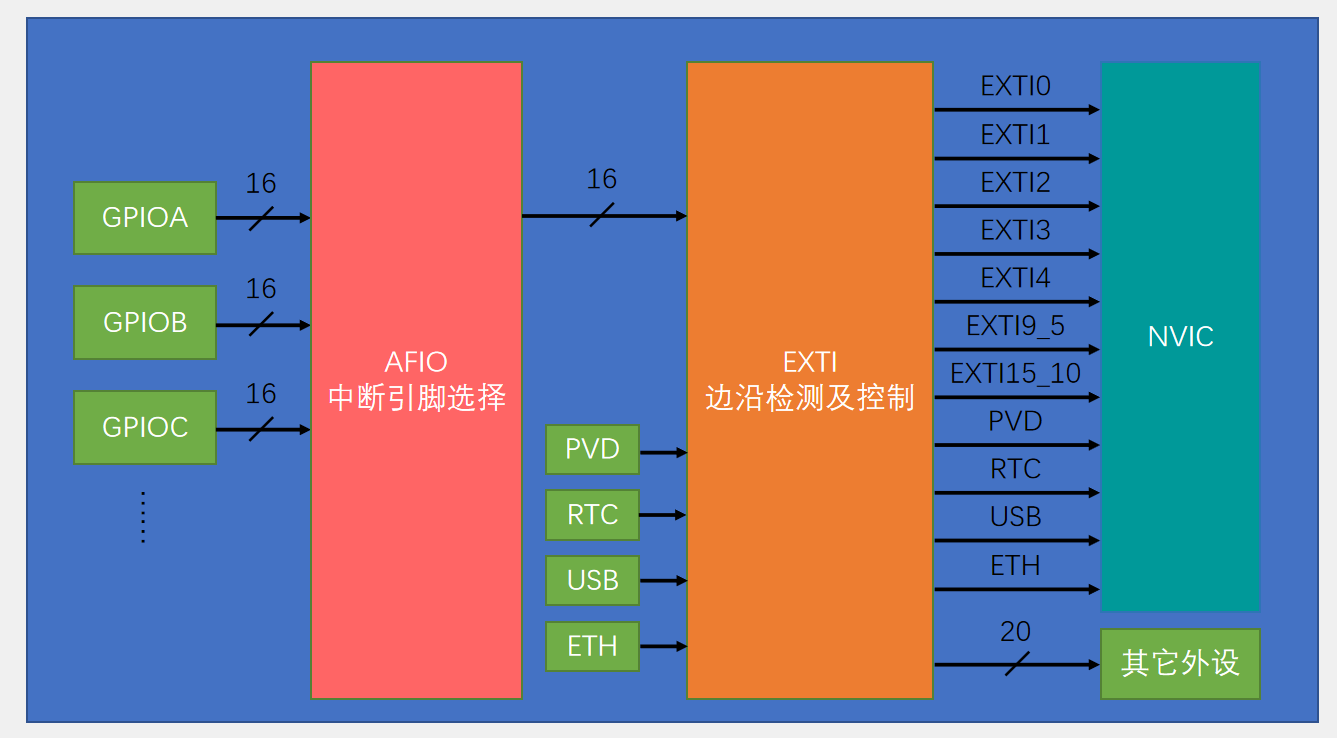 16
GPIOA
16
GPIOB
16
GPIOC
AFIO
中断引脚选择
16
PVD
RTC
USB
ETH
EXTI
边沿检测及控制
EXTI0
EXTI1
EXTI2
EXTI3
EXTI4
EXTI9_5
EXTI15_10
PVD
RTC
USB
ETH
20
NVIC
其它外设